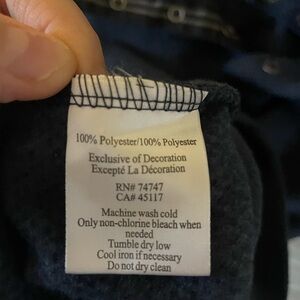 100% Polyester/100% Polyester
Exclusive of Decoration
Excepté La Décoration
RN# 74747
CA# 45117
Machine wash cold
Only non-chlorine bleach when
needed
Tumble dry low
Cool iron if necessary
Do not dry clean